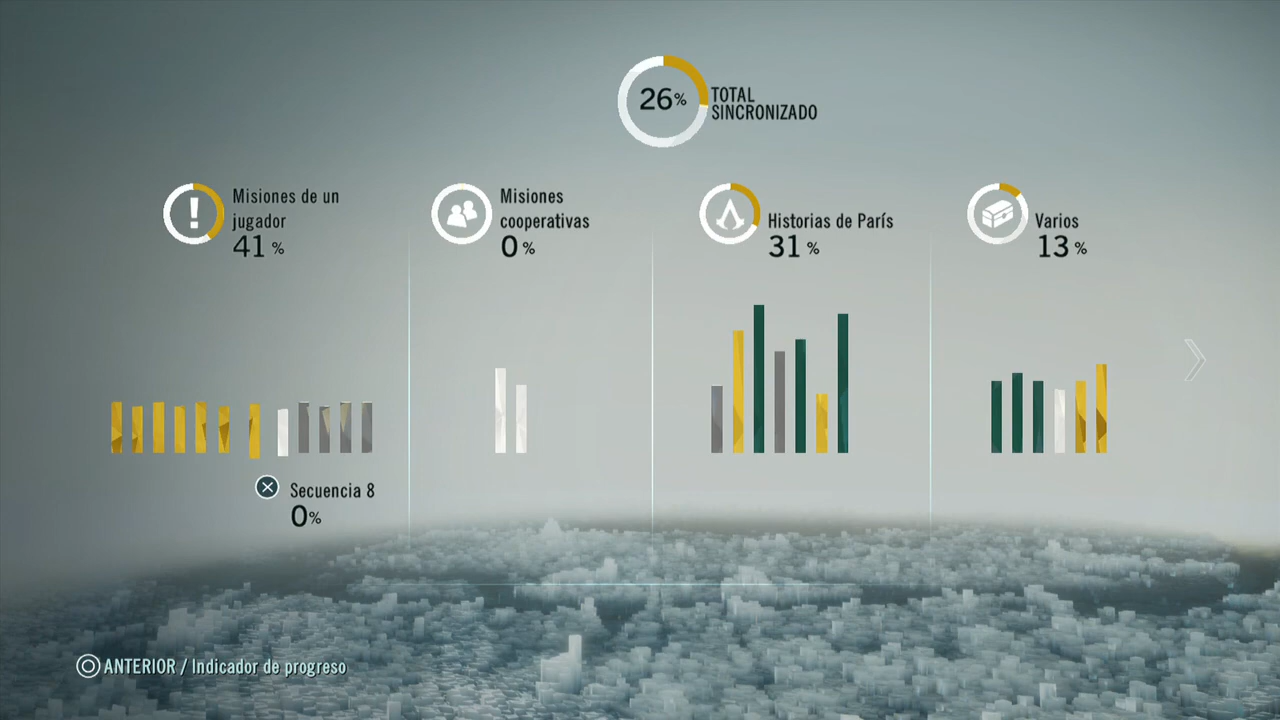 26%
TOTAL
SINCRONIZADO
Misiones de un
jugador
41 %
Misiones
cooperativas
0 %
Historias de París
31 %
Varios
13 %
Secuencia 8
0%
ANTERIOR / Indicador de progreso